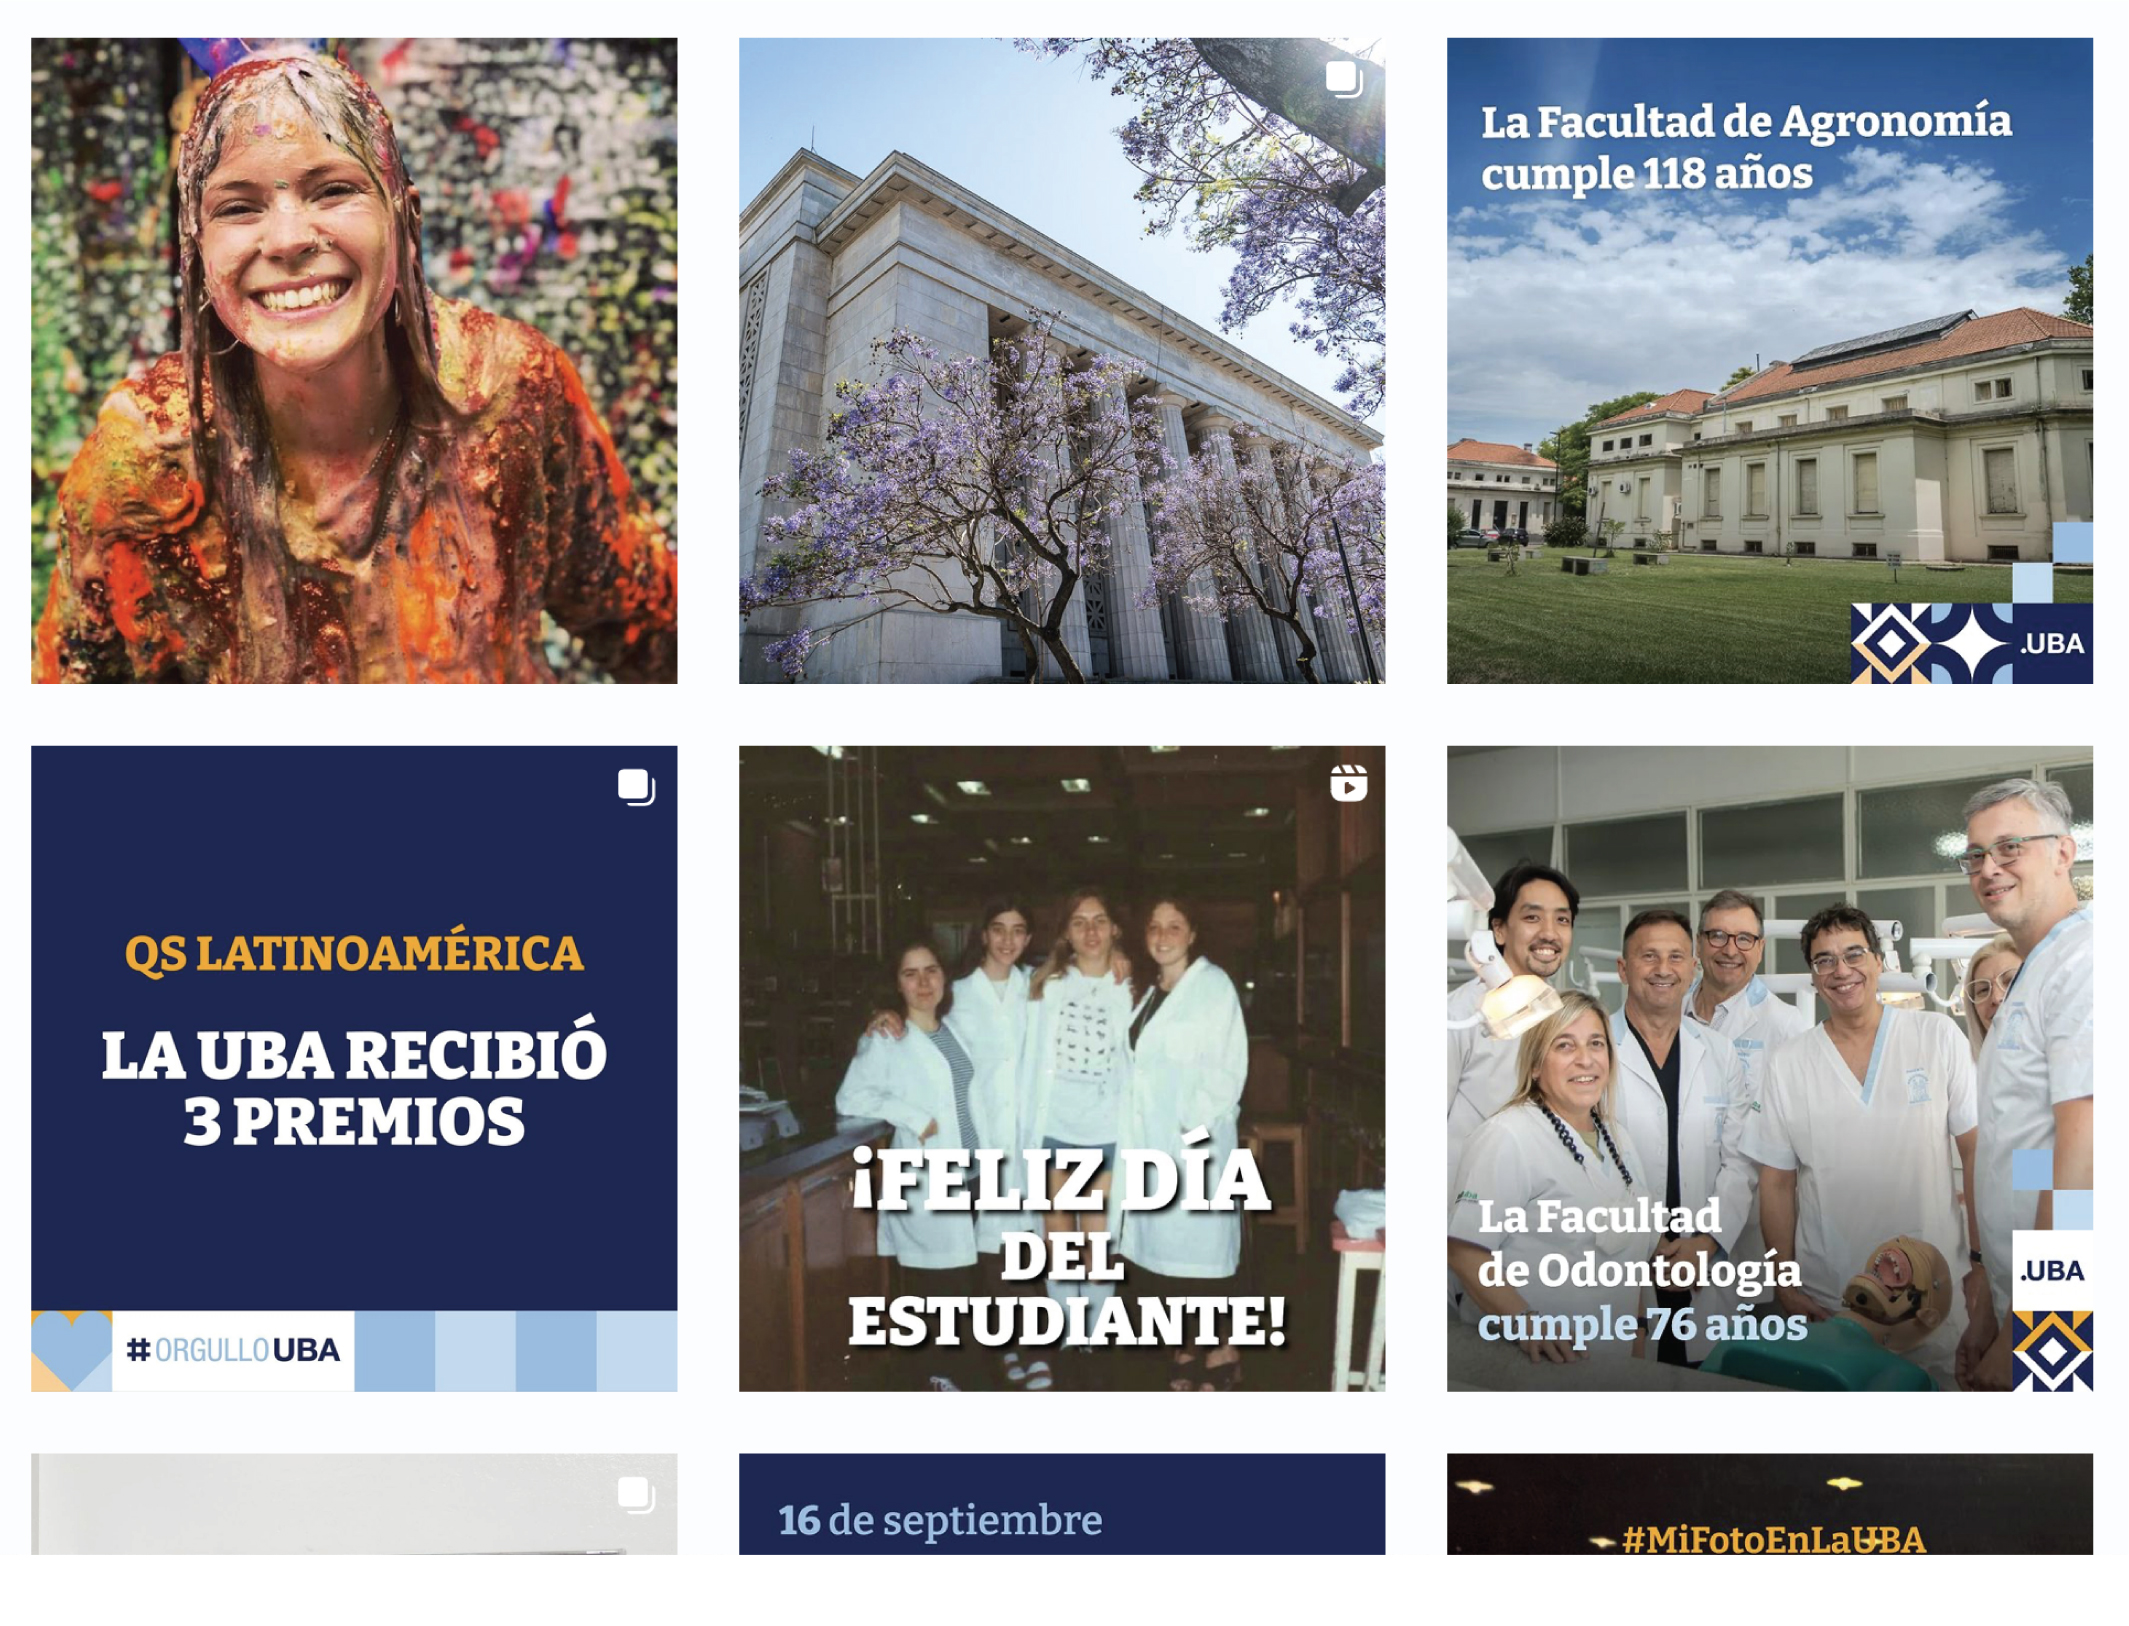 La Facultad de Agronomía
cumple 118 años
.UBA
QS LATINOAMÉRICA
LA UBA RECIBIÓ
3 PREMIOS
#ORGULLOUBA
¡FELIZ DÍA
DEL
ESTUDIANTE!
La Facultad
de Odontología
cumple 76 años
.UBA
16 de septiembre
#MiFotoEnLaUBA